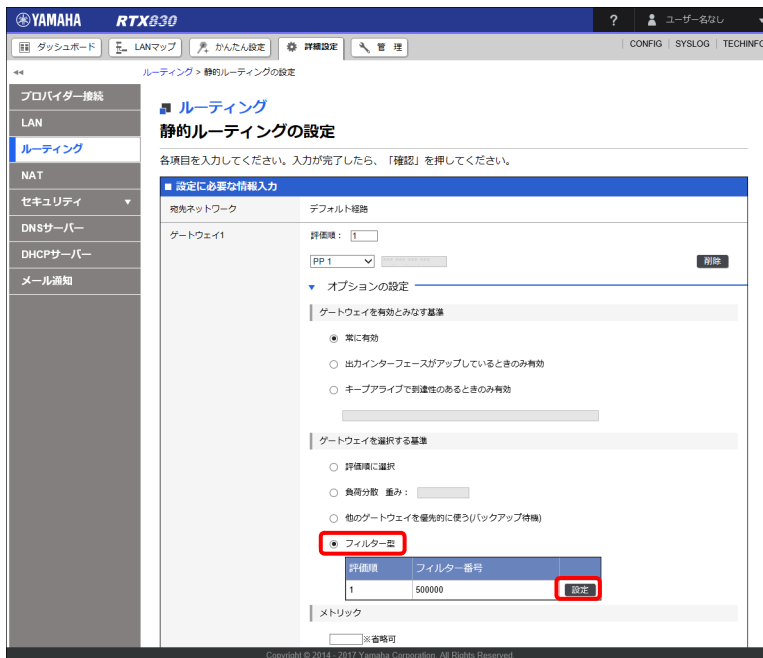 YAMAHA RTX830 ? ユーザー名なし
ダッシュボード LANマップ かんたん設定 詳細設定 管 理 CONFIG SYSLOG TECHINFO
ルーティング > 静的ルーティングの設定
プロバイダー接続
LAN
ルーティング
NAT
セキュリティ
DNSサーバー
DHCPサーバー
メール通知
ルーティング
静的ルーティングの設定
各項目を入力してください。入力が完了したら、「確認」を押してください。
■ 設定に必要な情報入力
宛先ネットワーク デフォルト経路
ゲートウェイ1 評価順： 1
PP 1 *** *** *** *** 削除
オプションの設定
ゲートウェイを有効とみなす基準
常に有効
出力インターフェースがアップしているときのみ有効
キープアライブで到達性のあるときのみ有効
ゲートウェイを選択する基準
評価順に選択
負荷分散 重み：
他のゲートウェイを優先的に使う(バックアップ待機)
フィルター型
評価順 フィルター番号
1 500000 設定
メトリック
※省略可
Copyright © 2014 - 2017 Yamaha Corporation. All Rights Reserved.